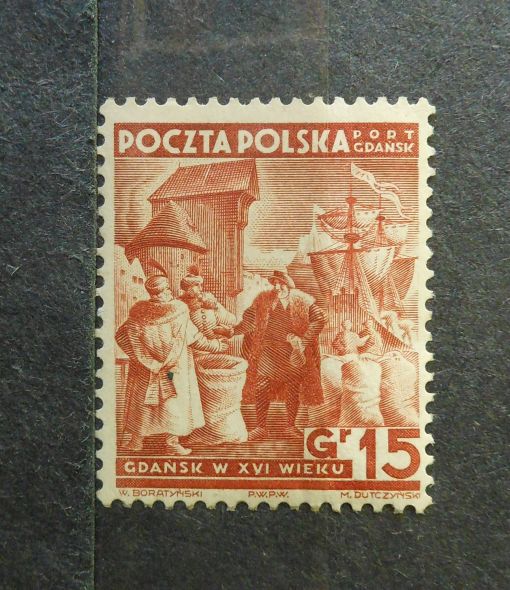 POCZTA POLSKA PORT
GDAŃSK
Gr 15
GDAŃSK W XVI WIEKU
W. BORATYŃSKI P.W.P.W. M. DUTCZYŃSKI